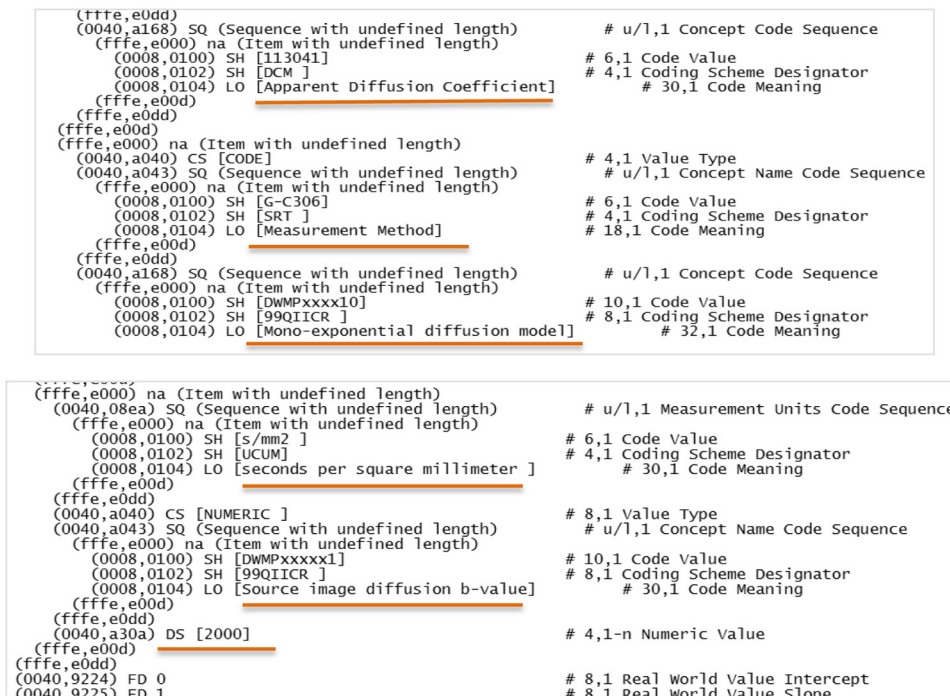 (fffe,e0dd)
(0040,a168) SQ (Sequence with undefined length) # u/l,1 Concept Code Sequence
(fffe,e000) na (Item with undefined length)
(0008,0100) SH [113041] # 6,1 Code Value
(0008,0102) SH [DCM ] # 4,1 Coding Scheme Designator
(0008,0104) LO [Apparent Diffusion Coefficient] # 30,1 Code Meaning
(fffe,e00d)
(fffe,e0dd)
(fffe,e00d)
(fffe,e000) na (Item with undefined length)
(0040,a040) CS [CODE] # 4,1 Value Type
(0040,a043) SQ (Sequence with undefined length) # u/l,1 Concept Name Code Sequence
(fffe,e000) na (Item with undefined length)
(0008,0100) SH [G-C306] # 6,1 Code Value
(0008,0102) SH [SRT ] # 4,1 Coding Scheme Designator
(0008,0104) LO [Measurement Method] # 18,1 Code Meaning
(fffe,e00d)
(fffe,e0dd)
(0040,a168) SQ (Sequence with undefined length) # u/l,1 Concept Code Sequence
(fffe,e000) na (Item with undefined length)
(0008,0100) SH [DWMPxxxx10] # 10,1 Code Value
(0008,0102) SH [99QIICR ] # 8,1 Coding Scheme Designator
(0008,0104) LO [Mono-exponential diffusion model] # 32,1 Code Meaning
(fffe,e000) na (Item with undefined length)
(0040,08ea) SQ (Sequence with undefined length) # u/l,1 Measurement Units Code Sequence
(fffe,e000) na (Item with undefined length)
(0008,0100) SH [s/mm2 ] # 6,1 Code Value
(0008,0102) SH [UCUM] # 4,1 Coding Scheme Designator
(0008,0104) LO [seconds per square millimeter ] # 30,1 Code Meaning
(fffe,e00d)
(fffe,e0dd)
(0040,a040) CS [NUMERIC ] # 8,1 Value Type
(0040,a043) SQ (Sequence with undefined length) # u/l,1 Concept Name Code Sequence
(fffe,e000) na (Item with undefined length)
(0008,0100) SH [DWMPxxxxx1] # 10,1 Code Value
(0008,0102) SH [99QIICR ] # 8,1 Coding Scheme Designator
(0008,0104) LO [Source image diffusion b-value] # 30,1 Code Meaning
(fffe,e00d)
(fffe,e0dd)
(0040,a30a) DS [2000] # 4,1-n Numeric Value
(fffe,e00d)
(fffe,e0dd)
(0040,9224) FD 0 # 8,1 Real World Value Intercept
(0040,9225) FD 1 # 8,1 Real World Value Slope